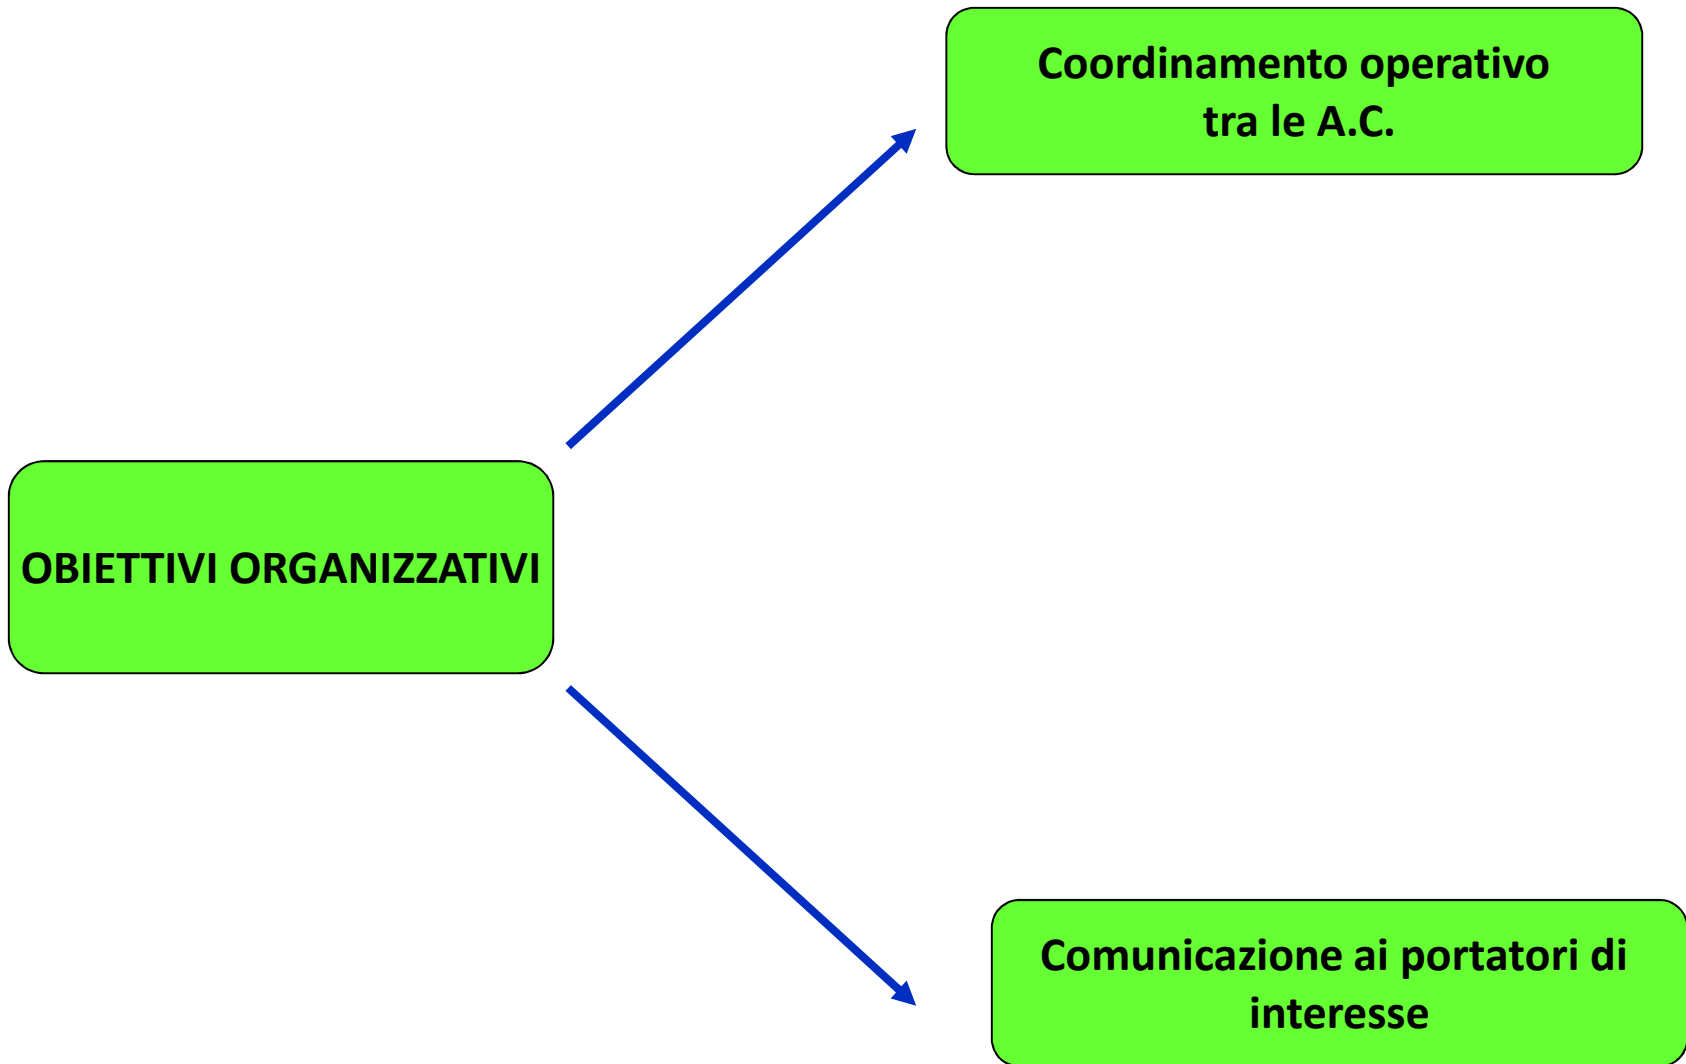 Coordinamento operativo
tra le A.C.
OBIETTIVI ORGANIZZATIVI
Comunicazione ai portatori di
interesse